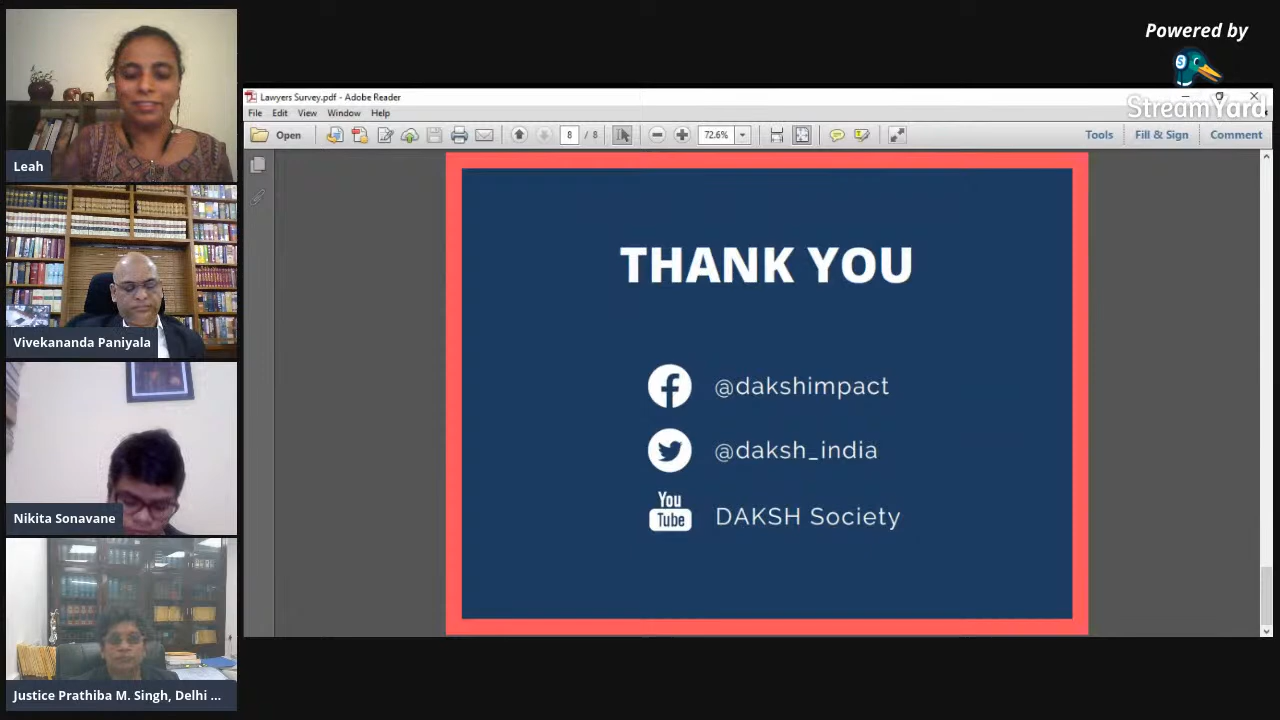 Leah
Vivekananda Paniyala
Nikita Sonavane
Justice Prathiba M. Singh, Delhi ...
Powered by
StreamYard
Lawyers Survey.pdf - Adobe Reader
File Edit View Window Help
Open 8 / 8 72.6% Tools Fill & Sign Comment
THANK YOU
@dakshimpact
@daksh_india
You
Tube
DAKSH Society